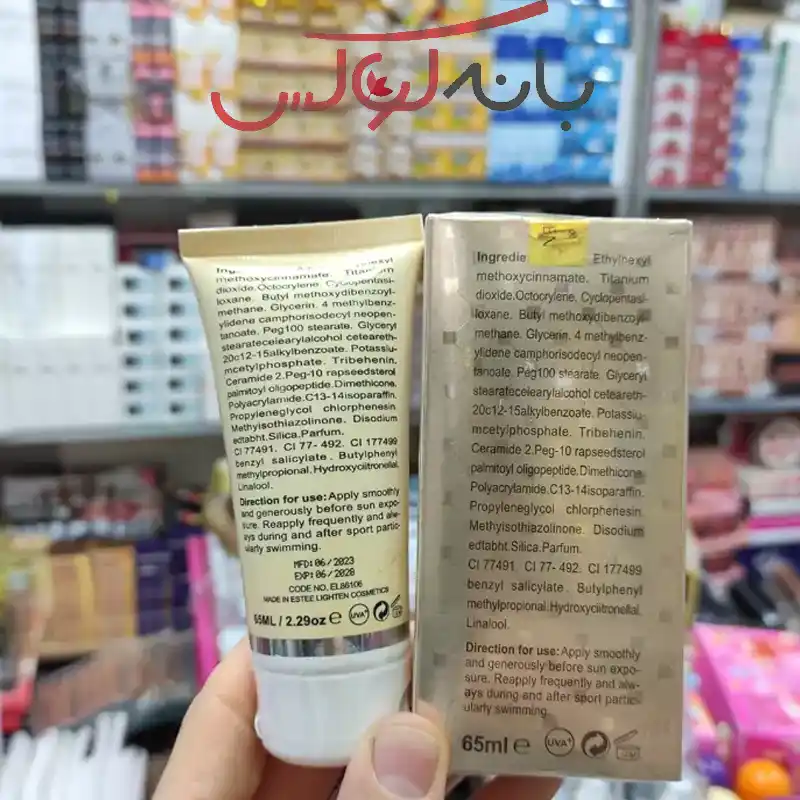 بانه لوکس
Ethylhexyl
methoxycinnamate. Titanium
dioxide.Octocrylene. Cyclopentasi-
loxane. Butyl methoxydibenzoyl-
methane. Glycerin. 4 methylbenz-
ylidene camphorisodecyl neopen-
tanoate. Peg100 stearate. Glyceryl
stearateceleary​lalcohol ceteareth-
20c12-15alkylbenzoate. Potassiu-
mcetylphosphate. Tribehenin.
Ceramide 2.Peg-10 rapseedsterol
palmitoyl oligopeptide.Dimethicone.
Polyacrylamide.C13-14isoparaffin.
Propyleneglycol chlorphenesin.
Methyisothiazolinone. Disodium
edtabht.Silica.Parfum.
CI 77491. CI 77- 492. CI 177499
benzyl salicylate . Butylphenyl
methylpropional.Hydroxyciitronellal.
Linalool.
Direction for use:Apply smoothly
and generously before sun expo-
sure. Reapply frequently and alw-
ays during and after sport partic-
ularly swimming.
MFD:06/2023
EXP:06/2028
CODE NO. EL86106
MADE IN ESTEE LIGHTEN COSMETICS
65ML / 2.29oz e UVA+
Ingredie Ethylhexyl
methoxycinnamate. Titanium
dioxide.Octocrylene. Cyclopentasi-
loxane. Butyl methoxydibenzoyl-
methane. Glycerin. 4 methylbenz-
ylidene camphorisodecyl neopen-
tanoate. Peg100 stearate. Glyceryl
stearatecelearylalcohol ceteareth-
20c12-15alkylbenzoate. Potassiu-
mcetylphosphate. Tribehenin.
Ceramide 2.Peg-10 rapseedsterol
palmitoyl oligopeptide.Dimethicone.
Polyacrylamide.C13-14isoparaffin.
Propyleneglycol chlorphenesin.
Methyisothiazolinone. Disodium
edtabht.Silica.Parfum.
CI 77491. CI 77- 492. CI 177499
benzyl salicylate . Butylphenyl
methylpropional.Hydroxyciitronellal.
Linalool.
Direction for use:Apply smoothly
and generously before sun expo-
sure. Reapply frequently and alw-
ays during and after sport partic-
ularly swimming.
65ml e UVA+